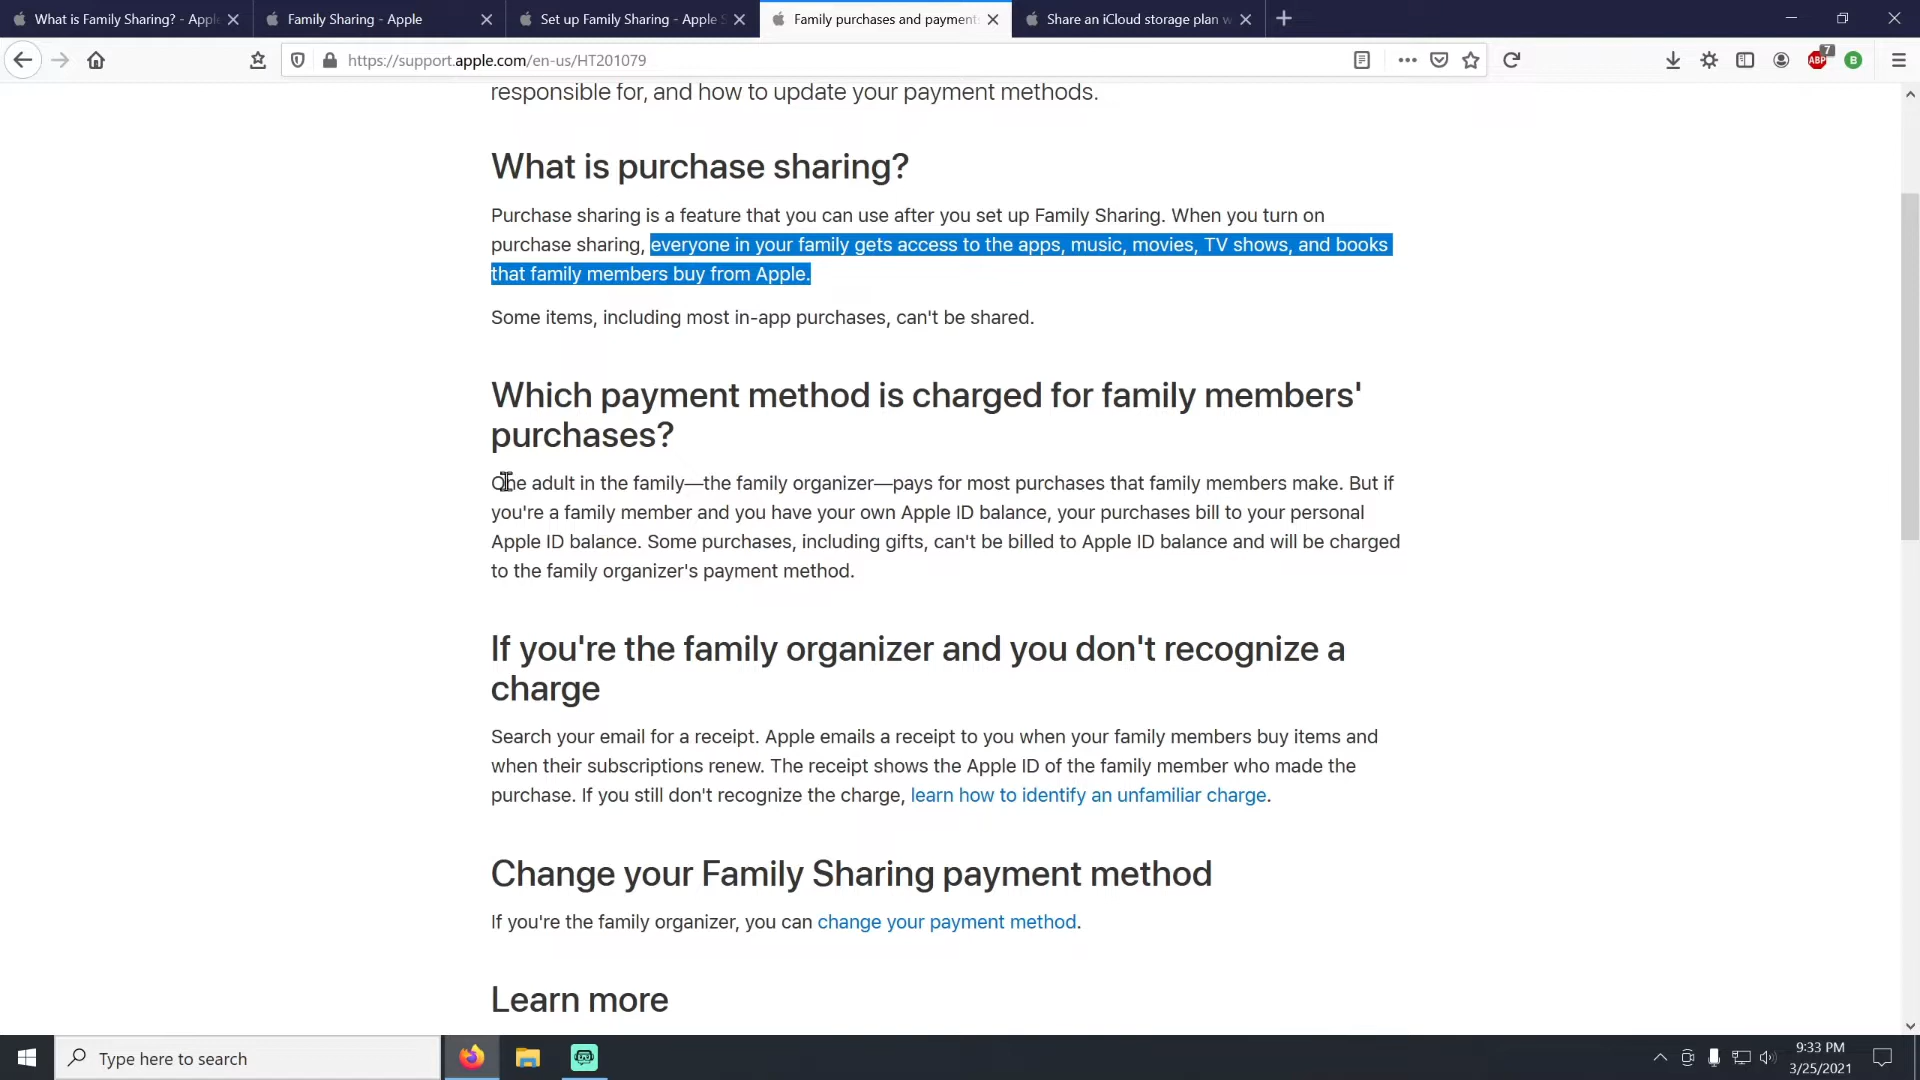 What is Family Sharing? - Appl
Family Sharing - Apple
Set up Family Sharing - Apple S
Family purchases and payment
Share an iCloud storage plan w
https://support.apple.com/en-us/HT201079
ABP
7
B
responsible for, and how to update your payment methods.
What is purchase sharing?
Purchase sharing is a feature that you can use after you set up Family Sharing. When you turn on
purchase sharing, everyone in your family gets access to the apps, music, movies, TV shows, and books
that family members buy from Apple.
Some items, including most in-app purchases, can't be shared.
Which payment method is charged for family members'
purchases?
One adult in the family—the family organizer—pays for most purchases that family members make. But if
you're a family member and you have your own Apple ID balance, your purchases bill to your personal
Apple ID balance. Some purchases, including gifts, can't be billed to Apple ID balance and will be charged
to the family organizer's payment method.
If you're the family organizer and you don't recognize a
charge
Search your email for a receipt. Apple emails a receipt to you when your family members buy items and
when their subscriptions renew. The receipt shows the Apple ID of the family member who made the
purchase. If you still don't recognize the charge, learn how to identify an unfamiliar charge.
Change your Family Sharing payment method
If you're the family organizer, you can change your payment method.
Learn more
Type here to search
9:33 PM
3/25/2021